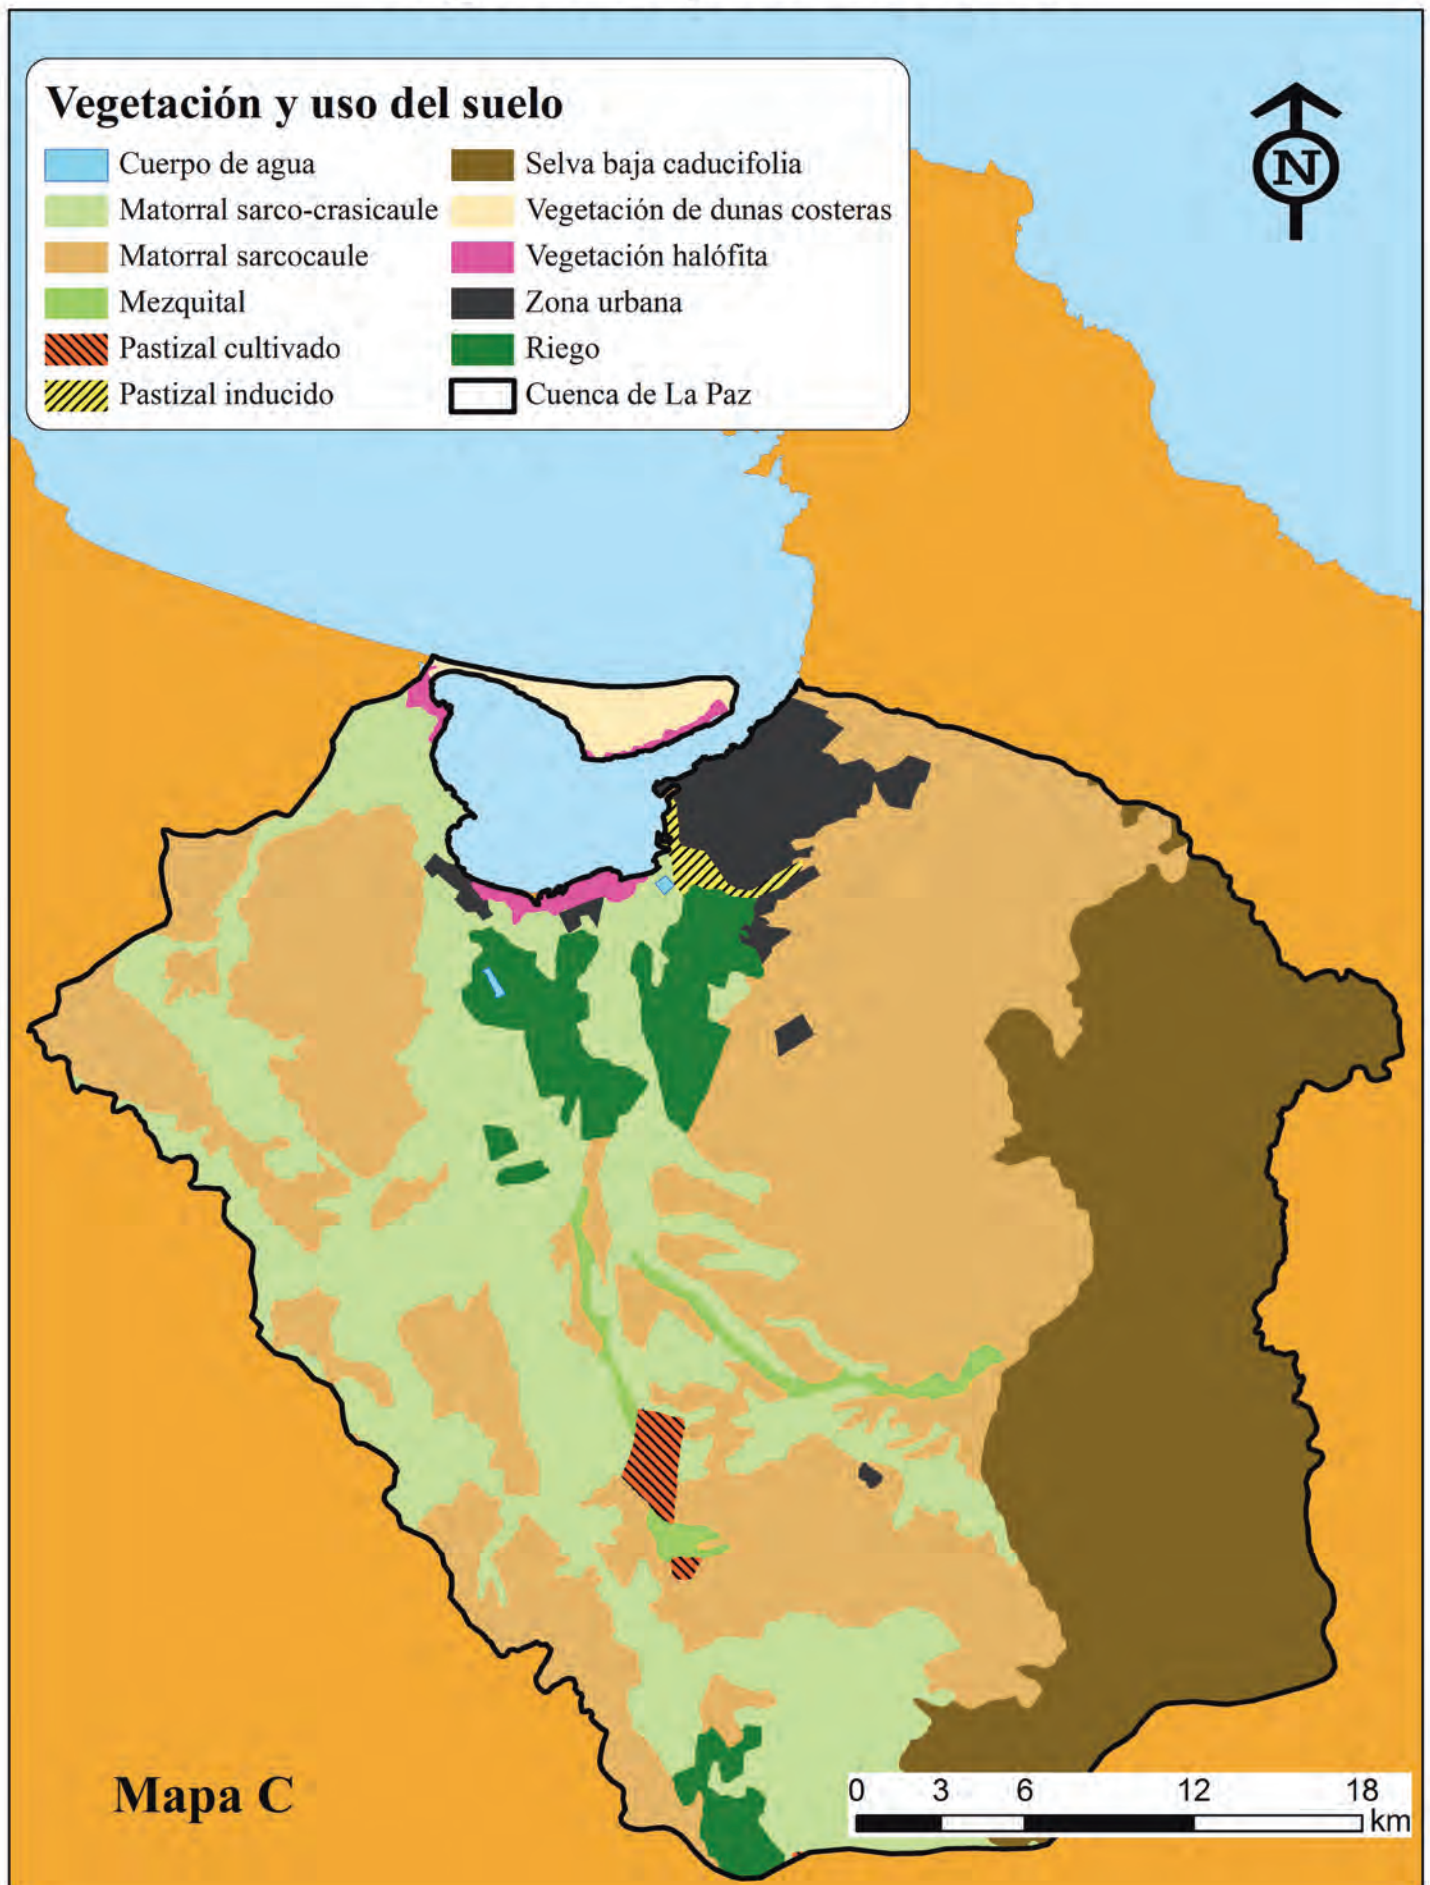 Vegetación y uso del suelo
Cuerpo de agua
Matorral sarco-crasicaule
Matorral sarcocaule
Mezquital
Pastizal cultivado
Pastizal inducido
Selva baja caducifolia
Vegetación de dunas costeras
Vegetación halófita
Zona urbana
Riego
Cuenca de La Paz
N
Mapa C
0 3 6 12 18
km